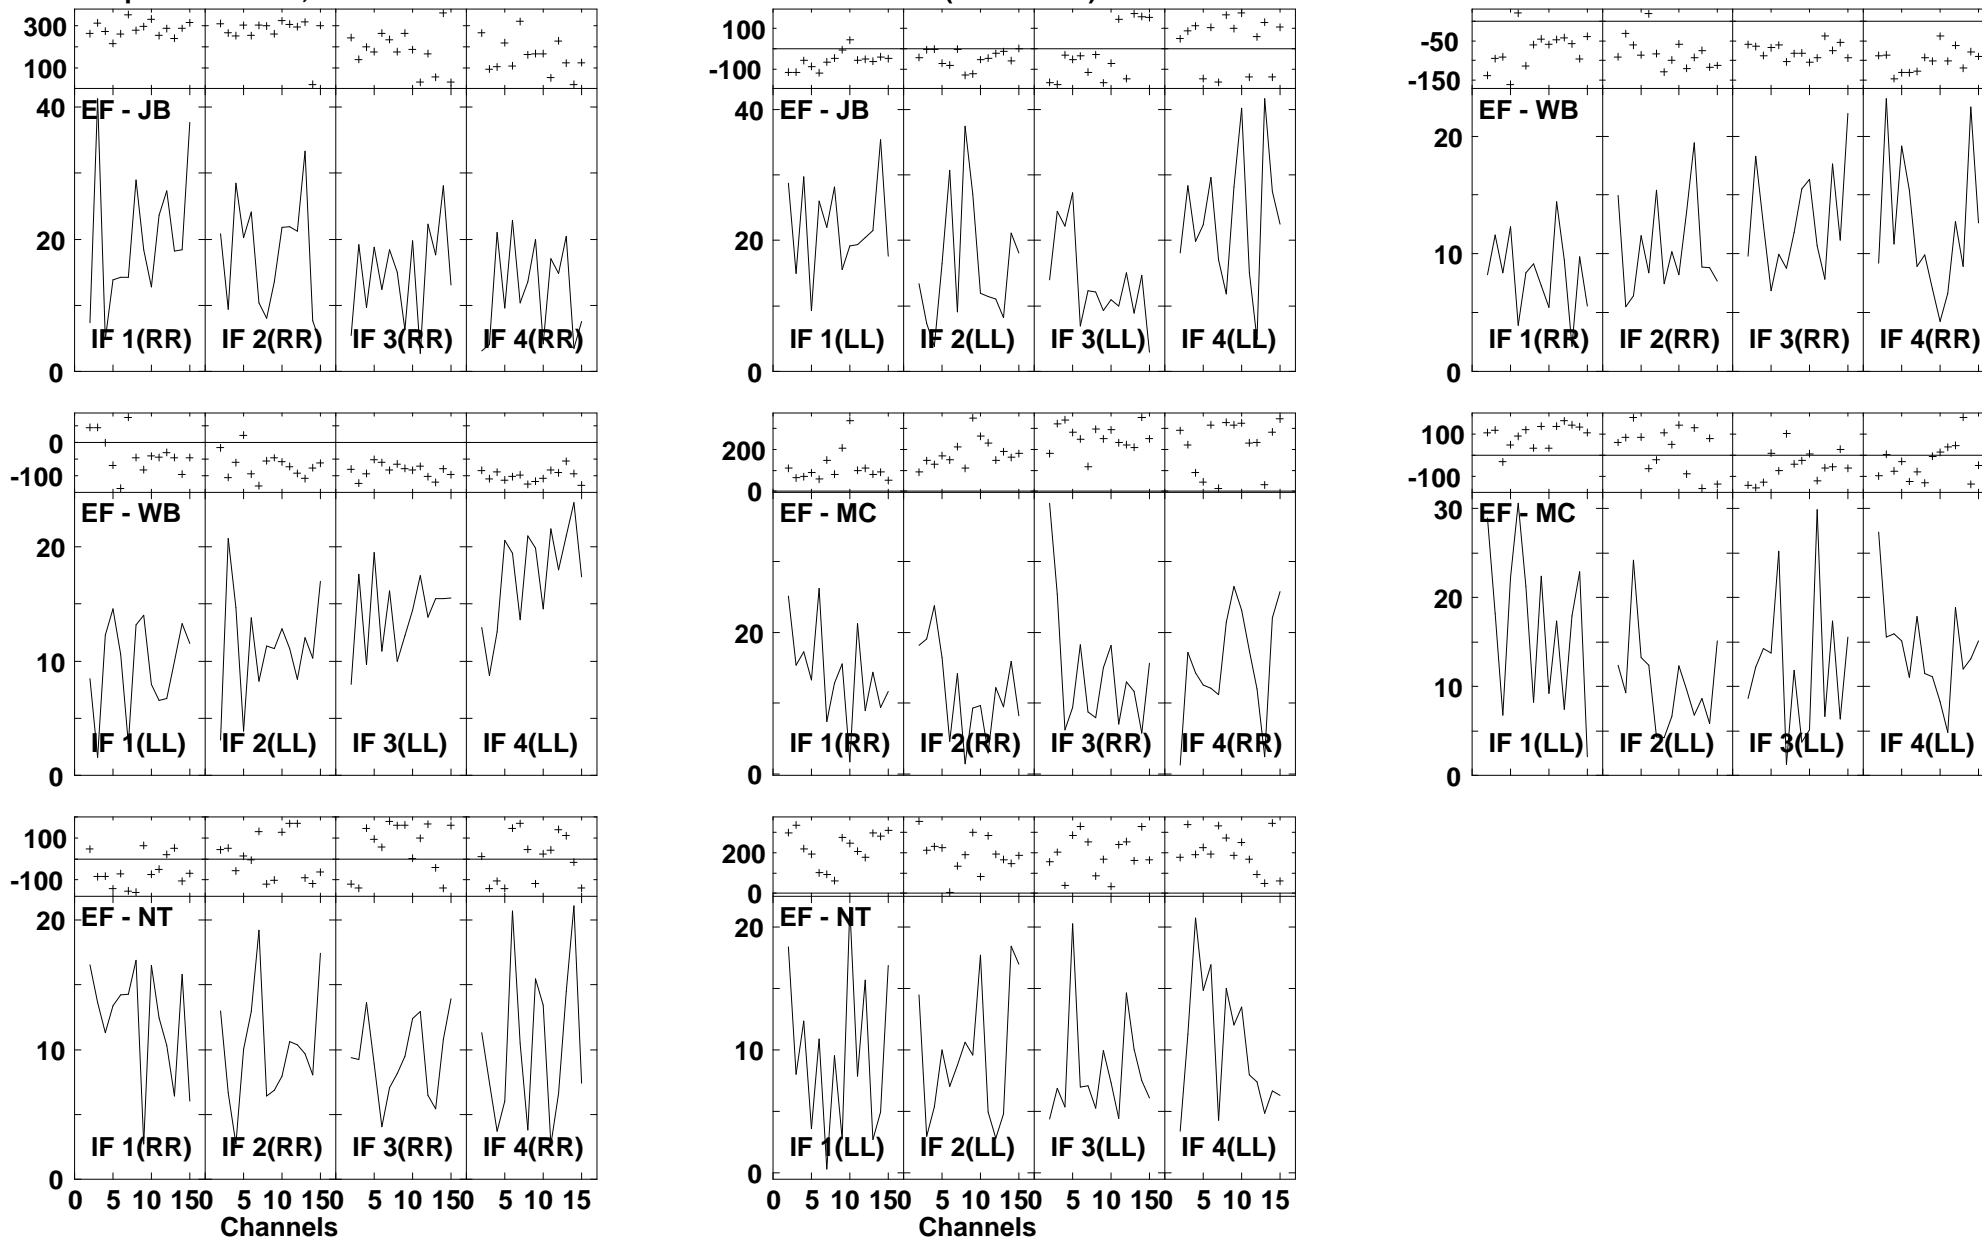 300
100
EF - JB
40
20
0
IF 1(RR) IF 2(RR) IF 3(RR) IF 4(RR)
100
-100
EF - JB
40
20
0
IF 1(LL) IF 2(LL) IF 3(LL) IF 4(LL)
-50
-150
EF - WB
20
10
0
IF 1(RR) IF 2(RR) IF 3(RR) IF 4(RR)
0
-100
EF - WB
20
10
0
IF 1(LL) IF 2(LL) IF 3(LL) IF 4(LL)
200
0
EF - MC
20
0
IF 1(RR) IF 2(RR) IF 3(RR) IF 4(RR)
100
-100
EF - MC
30
20
10
0
IF 1(LL) IF 2(LL) IF 3(LL) IF 4(LL)
100
-100
EF - NT
20
10
0
IF 1(RR) IF 2(RR) IF 3(RR) IF 4(RR)
0 5 10 150 5 10 150 5 10 150 5 10 15
Channels
200
0
EF - NT
20
10
0
IF 1(LL) IF 2(LL) IF 3(LL) IF 4(LL)
0 5 10 150 5 10 150 5 10 150 5 10 15
Channels